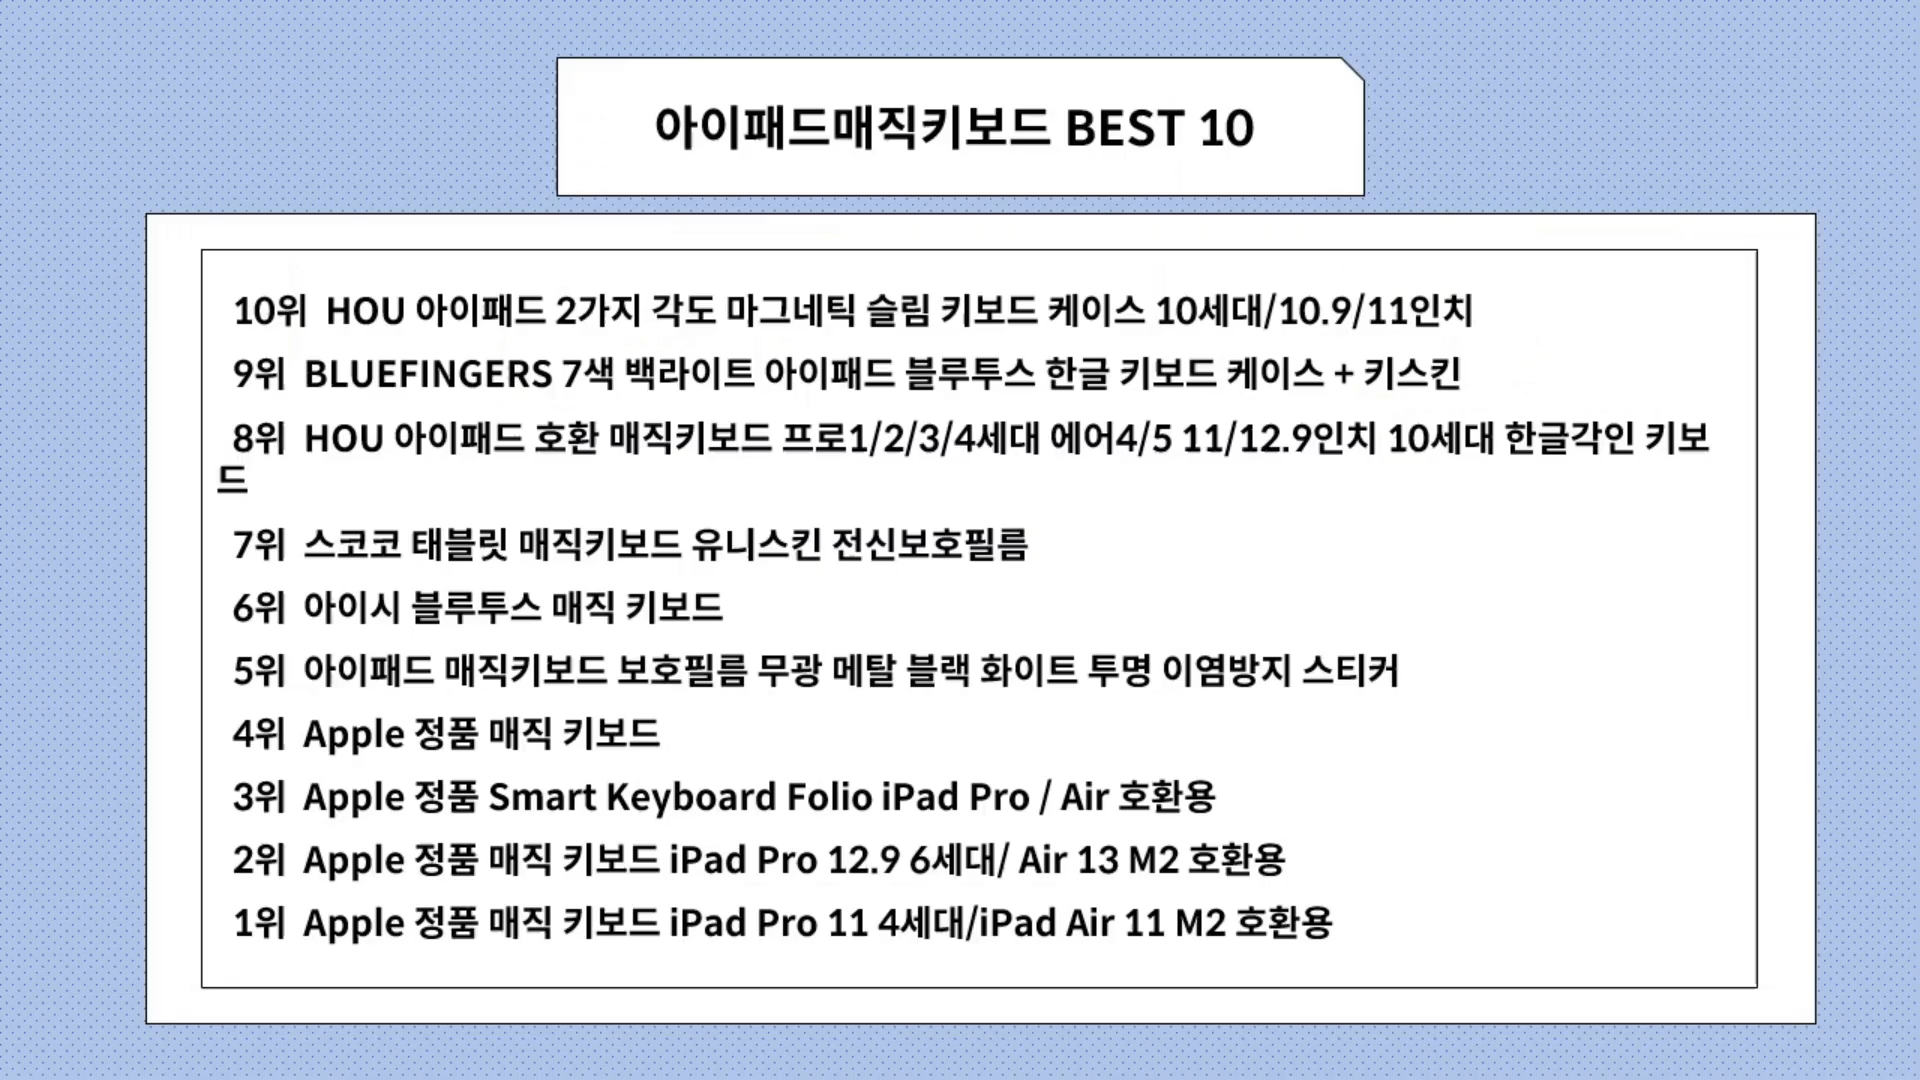 아이패드매직키보드 BEST 10
10위 HOU 아이패드 2가지 각도 마그네틱 슬림 키보드 케이스 10세대/10.9/11인치
9위 BLUEFINGERS 7색 백라이트 아이패드 블루투스 한글 키보드 케이스 + 키스킨
8위 HOU 아이패드 호환 매직키보드 프로1/2/3/4세대 에어4/5 11/12.9인치 10세대 한글각인 키보
드
7위 스코코 태블릿 매직키보드 유니스킨 전신보호필름
6위 아이시 블루투스 매직 키보드
5위 아이패드 매직키보드 보호필름 무광 메탈 블랙 화이트 투명 이염방지 스티커
4위 Apple 정품 매직 키보드
3위 Apple 정품 Smart Keyboard Folio iPad Pro / Air 호환용
2위 Apple 정품 매직 키보드 iPad Pro 12.9 6세대/ Air 13 M2 호환용
1위 Apple 정품 매직 키보드 iPad Pro 11 4세대/iPad Air 11 M2 호환용